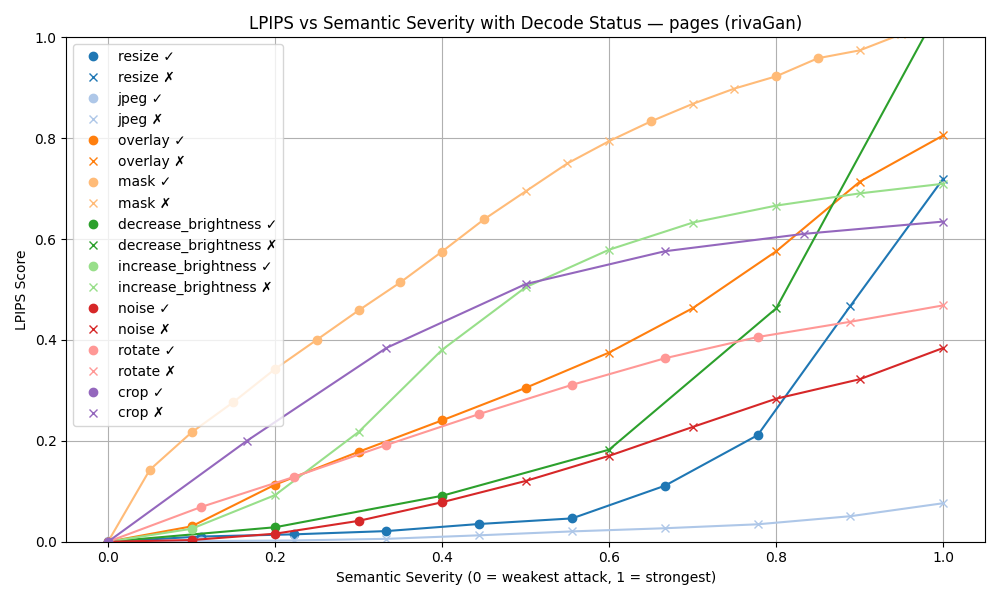 LPIPS vs Semantic Severity with Decode Status — pages (rivaGan)
1.0
0.8
0.6
0.4
0.2
0.0
LPIPS Score
resize ✓
resize ✗
jpeg ✓
jpeg ✗
overlay ✓
overlay ✗
mask ✓
mask ✗
decrease_brightness ✓
decrease_brightness ✗
increase_brightness ✓
increase_brightness ✗
noise ✓
noise ✗
rotate ✓
rotate ✗
crop ✓
crop ✗
0.0 0.2 0.4 0.6 0.8 1.0
Semantic Severity (0 = weakest attack, 1 = strongest)